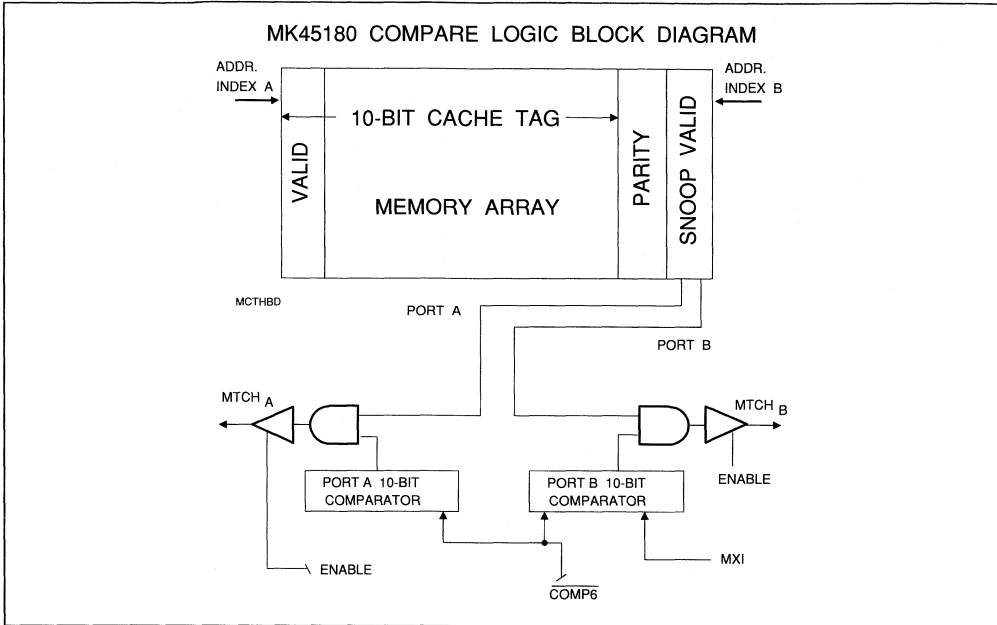 MK45180 COMPARE LOGIC BLOCK DIAGRAM
ADDR.
INDEX A
ADDR.
INDEX B
10-BIT CACHE TAG
VALID
MEMORY ARRAY
PARITY
SNOOP VALID
MCTHBD
PORT A
PORT B
MTCH A
MTCH B
PORT A 10-BIT
COMPARATOR
PORT B 10-BIT
COMPARATOR
ENABLE
MXI
ENABLE
COMP6